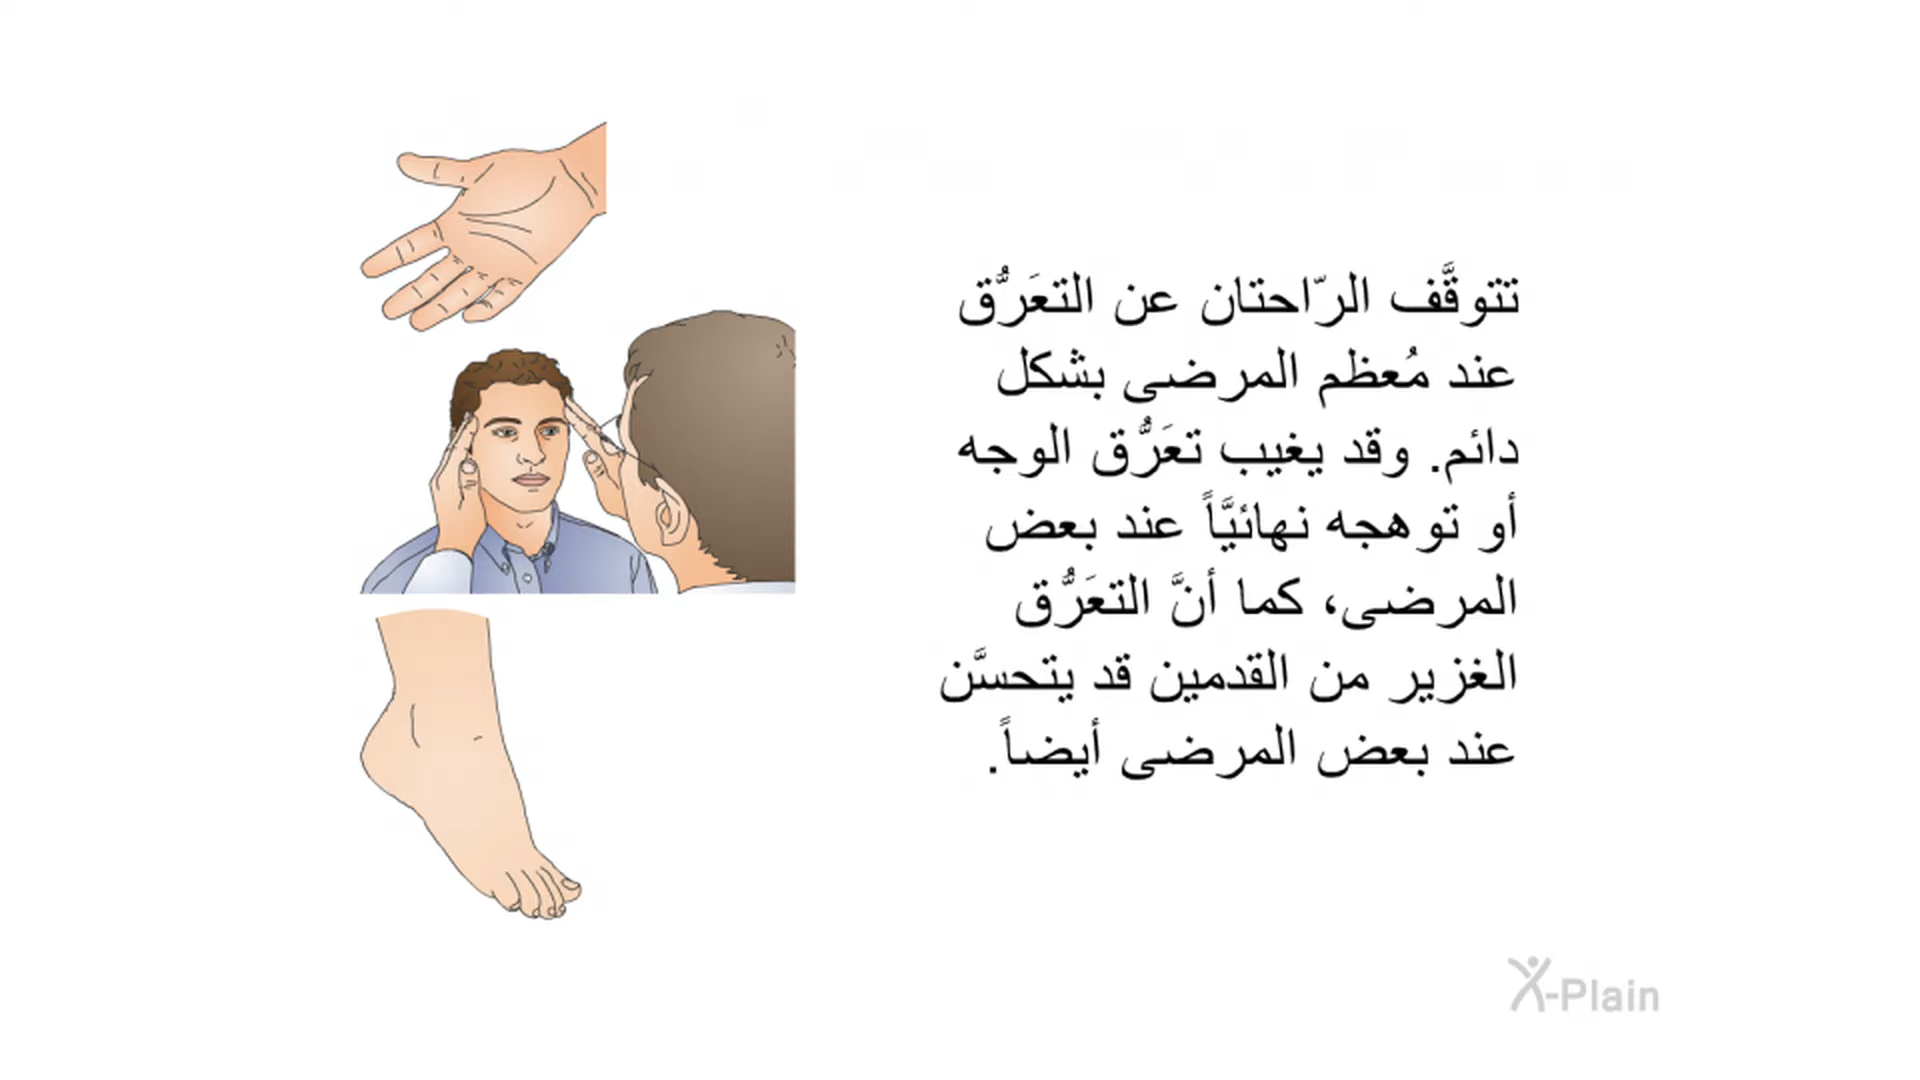 تتوقَّف الرّاحتان عن التعَرُّق
عند مُعظم المرضى بشكل
دائم. وقد يغيب تعَرُّق الوجه
أو توهجه نهائيَّاً عند بعض
المرضى، كما أنَّ التعَرُّق
الغزير من القدمين قد يتحسَّن
عند بعض المرضى أيضاً.
X-Plain